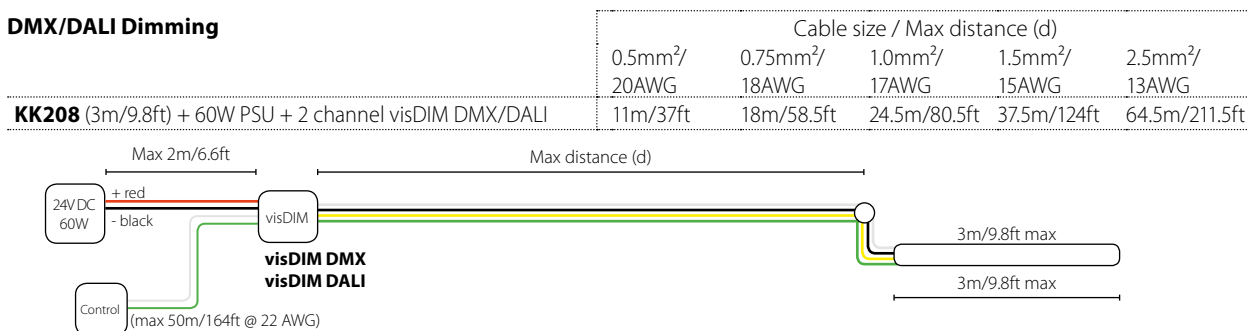 DMX/DALI Dimming
Cable size / Max distance (d)
0.5mm²/ 0.75mm²/ 1.0mm²/ 1.5mm²/ 2.5mm²/
20AWG 18AWG 17AWG 15AWG 13AWG
KK208 (3m/9.8ft) + 60W PSU + 2 channel visDIM DMX/DALI 11m/37ft 18m/58.5ft 24.5m/80.5ft 37.5m/124ft 64.5m/211.5ft
Max 2m/6.6ft Max distance (d)
+ red
24V DC
60W
- black
visDIM
visDIM DMX
visDIM DALI
3m/9.8ft max
3m/9.8ft max
Control
(max 50m/164ft @ 22 AWG)